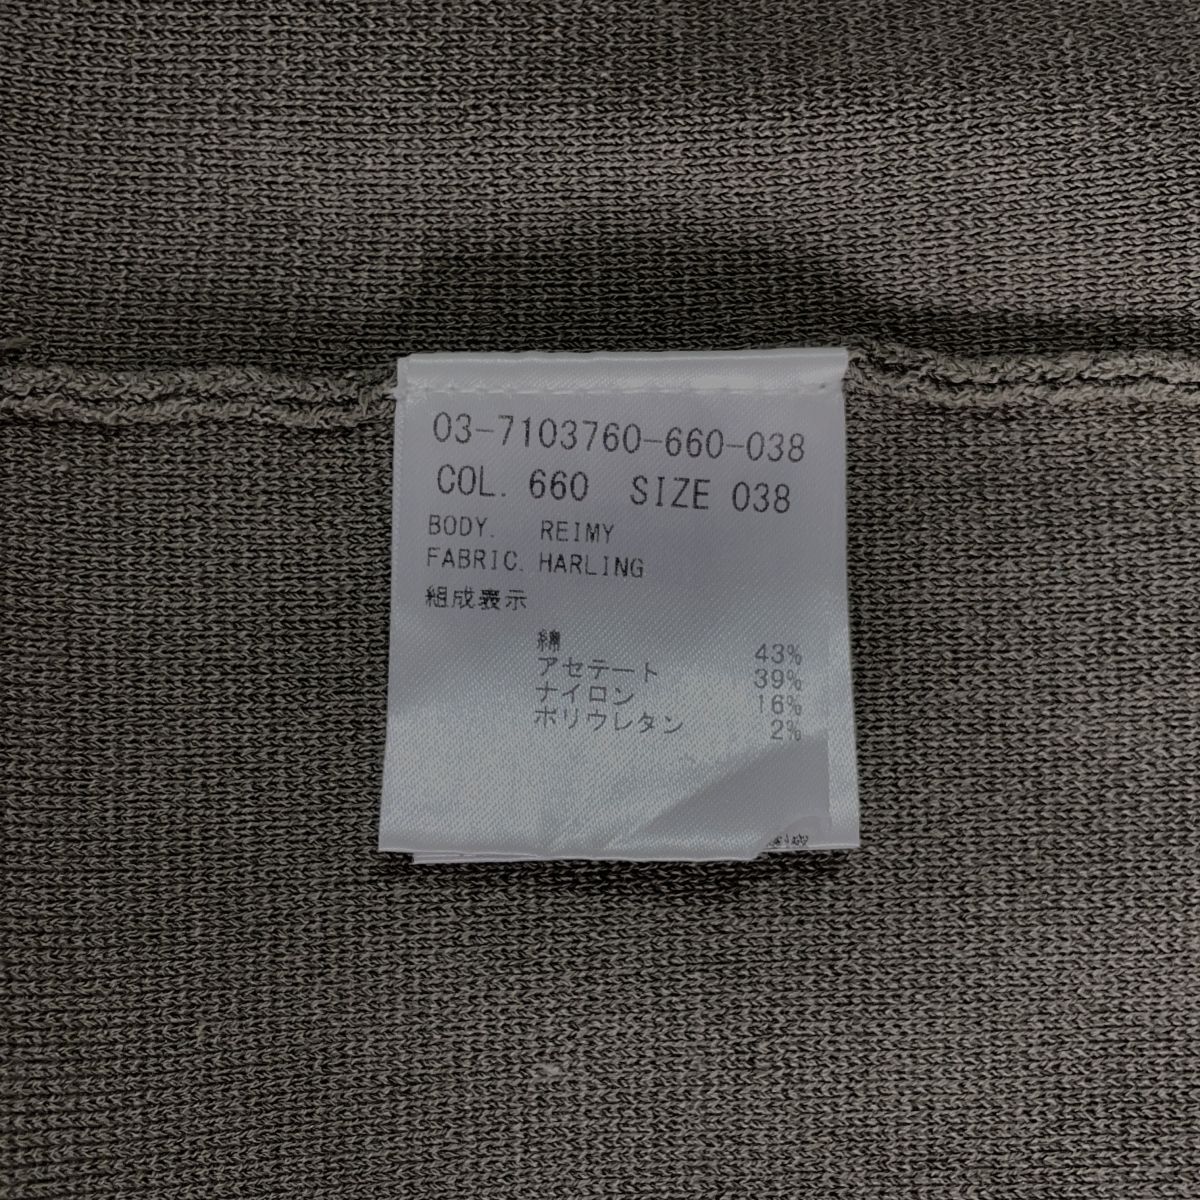 03-7103760-660-038
COL. 660 SIZE 038
BODY. REIMY
FABRIC. HARLING
組成表示
綿 43%
アセテート 39%
ナイロン 16%
ポリウレタン 2%